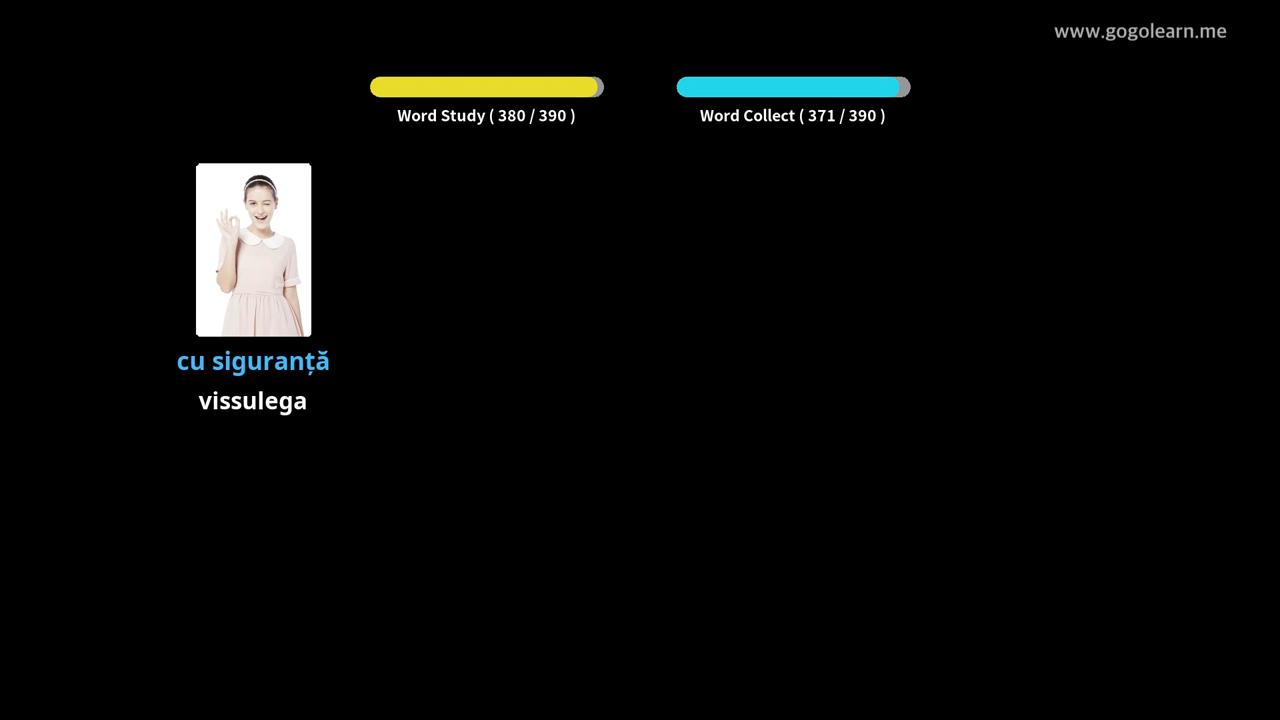 www.gogolearn.me
Word Study ( 380 / 390 )
Word Collect ( 371 / 390 )
cu siguranță
vissulega